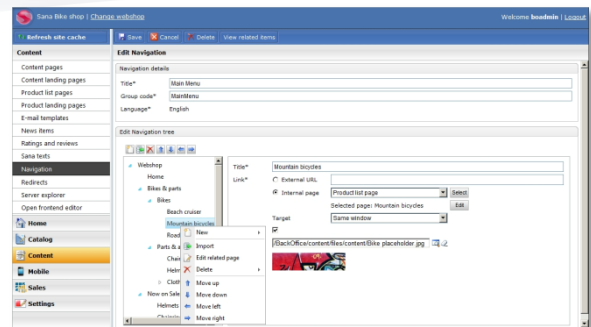 Sana Bike shop | Change webshop
Welcome boadmin | Logout
Refresh site cache
Save Cancel Delete View related items
Content
Edit Navigation
Content pages
Content landing pages
Product list pages
Product landing pages
E-mail templates
News items
Ratings and reviews
Sana texts
Navigation
Redirects
Server explorer
Open frontend editor
Home
Catalog
Content
Mobile
Sales
Settings
Navigation details
Title* Main Menu
Group code* MainMenu
Language* English
Edit Navigation tree
Webshop
Home
Bikes & parts
Bikes
Beach cruiser
Mountain bicycles
Road
Parts & a
Chai
Helm
Cloth
New on Sale
Helmets
New
Import
Edit related page
Delete
Move up
Move down
Move left
Move right
Title* Mountain bicycles
Link* External URL
Internal page Product list page Select
Selected page: Mountain bicycles Edit
Target Same window
/BackOffice/content/files/content/Bike placeholder.jpg